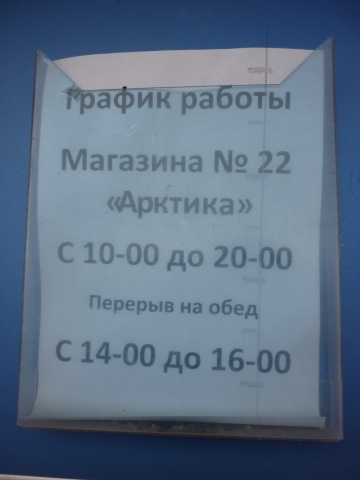 График работы
Магазина № 22
«Арктика»
С 10-00 до 20-00
Перерыв на обед
С 14-00 до 16-00